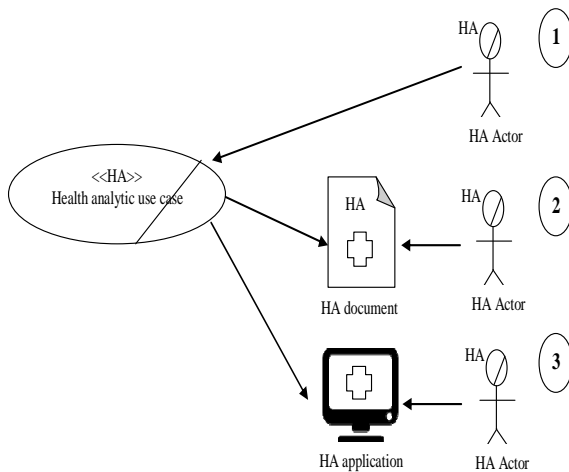 HA
1
HA Actor
<<HA>>
Health analytic use case
HA
HA
2
HA document
HA Actor
HA
3
HA application
HA Actor